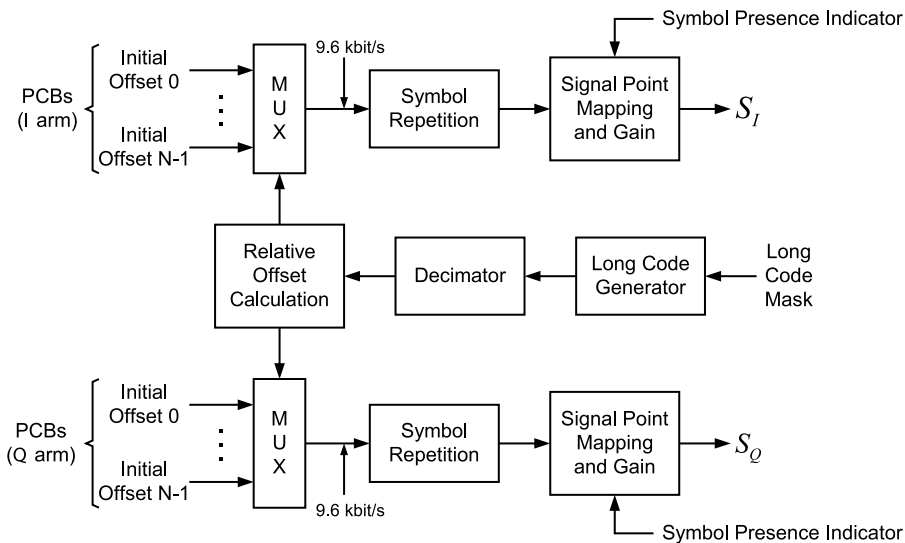 Symbol Presence Indicator
9.6 kbit/s
PCBs
(I arm)
Initial
Offset 0
Initial
Offset N-1
M
U
X
Symbol
Repetition
Signal Point
Mapping
and Gain
S_I
Relative
Offset
Calculation
Decimator
Long Code
Generator
Long
Code
Mask
PCBs
(Q arm)
Initial
Offset 0
Initial
Offset N-1
M
U
X
Symbol
Repetition
Signal Point
Mapping
and Gain
S_Q
9.6 kbit/s
Symbol Presence Indicator